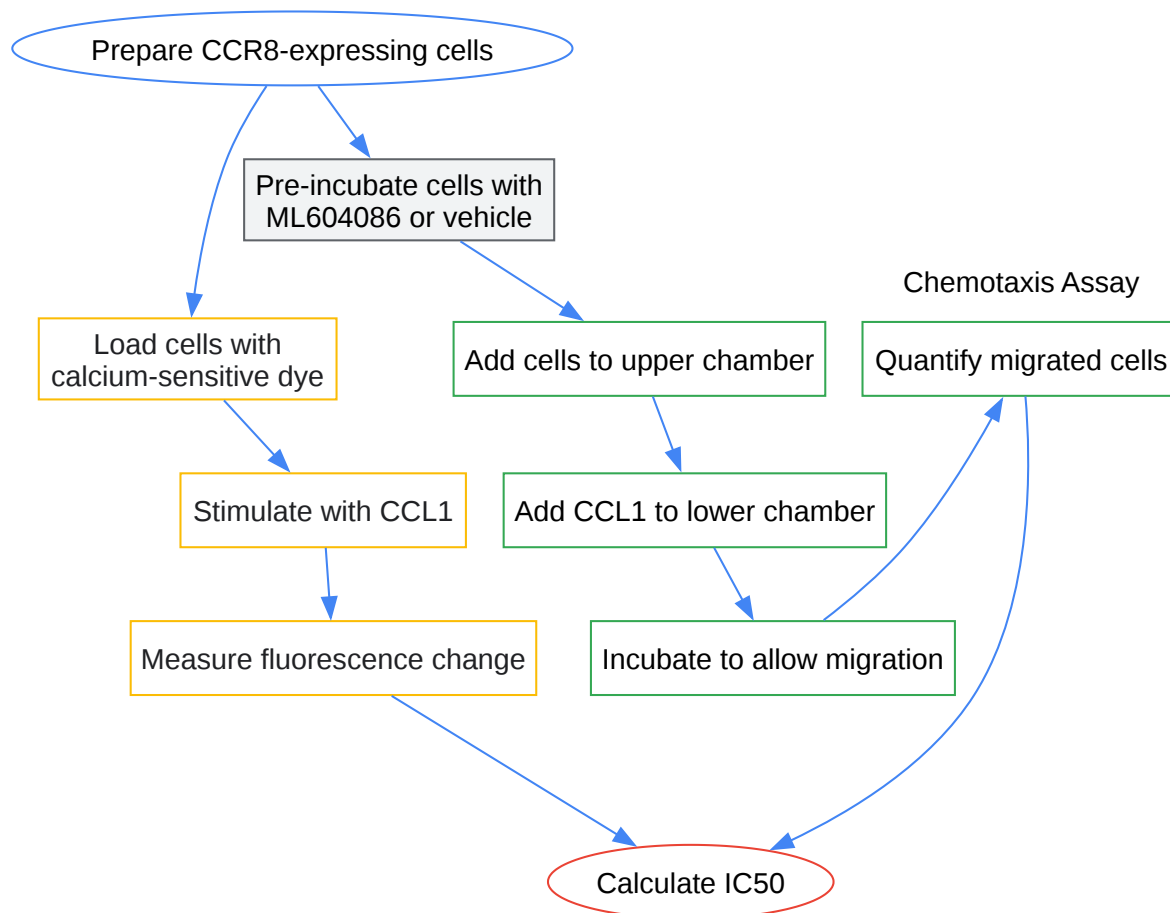 Prepare CCR8-expressing cells
Pre-incubate cells with
ML604086 or vehicle
Chemotaxis Assay
Load cells with
calcium-sensitive dye
Add cells to upper chamber
Quantify migrated cells
Stimulate with CCL1
Add CCL1 to lower chamber
Measure fluorescence change
Incubate to allow migration
Calculate IC50